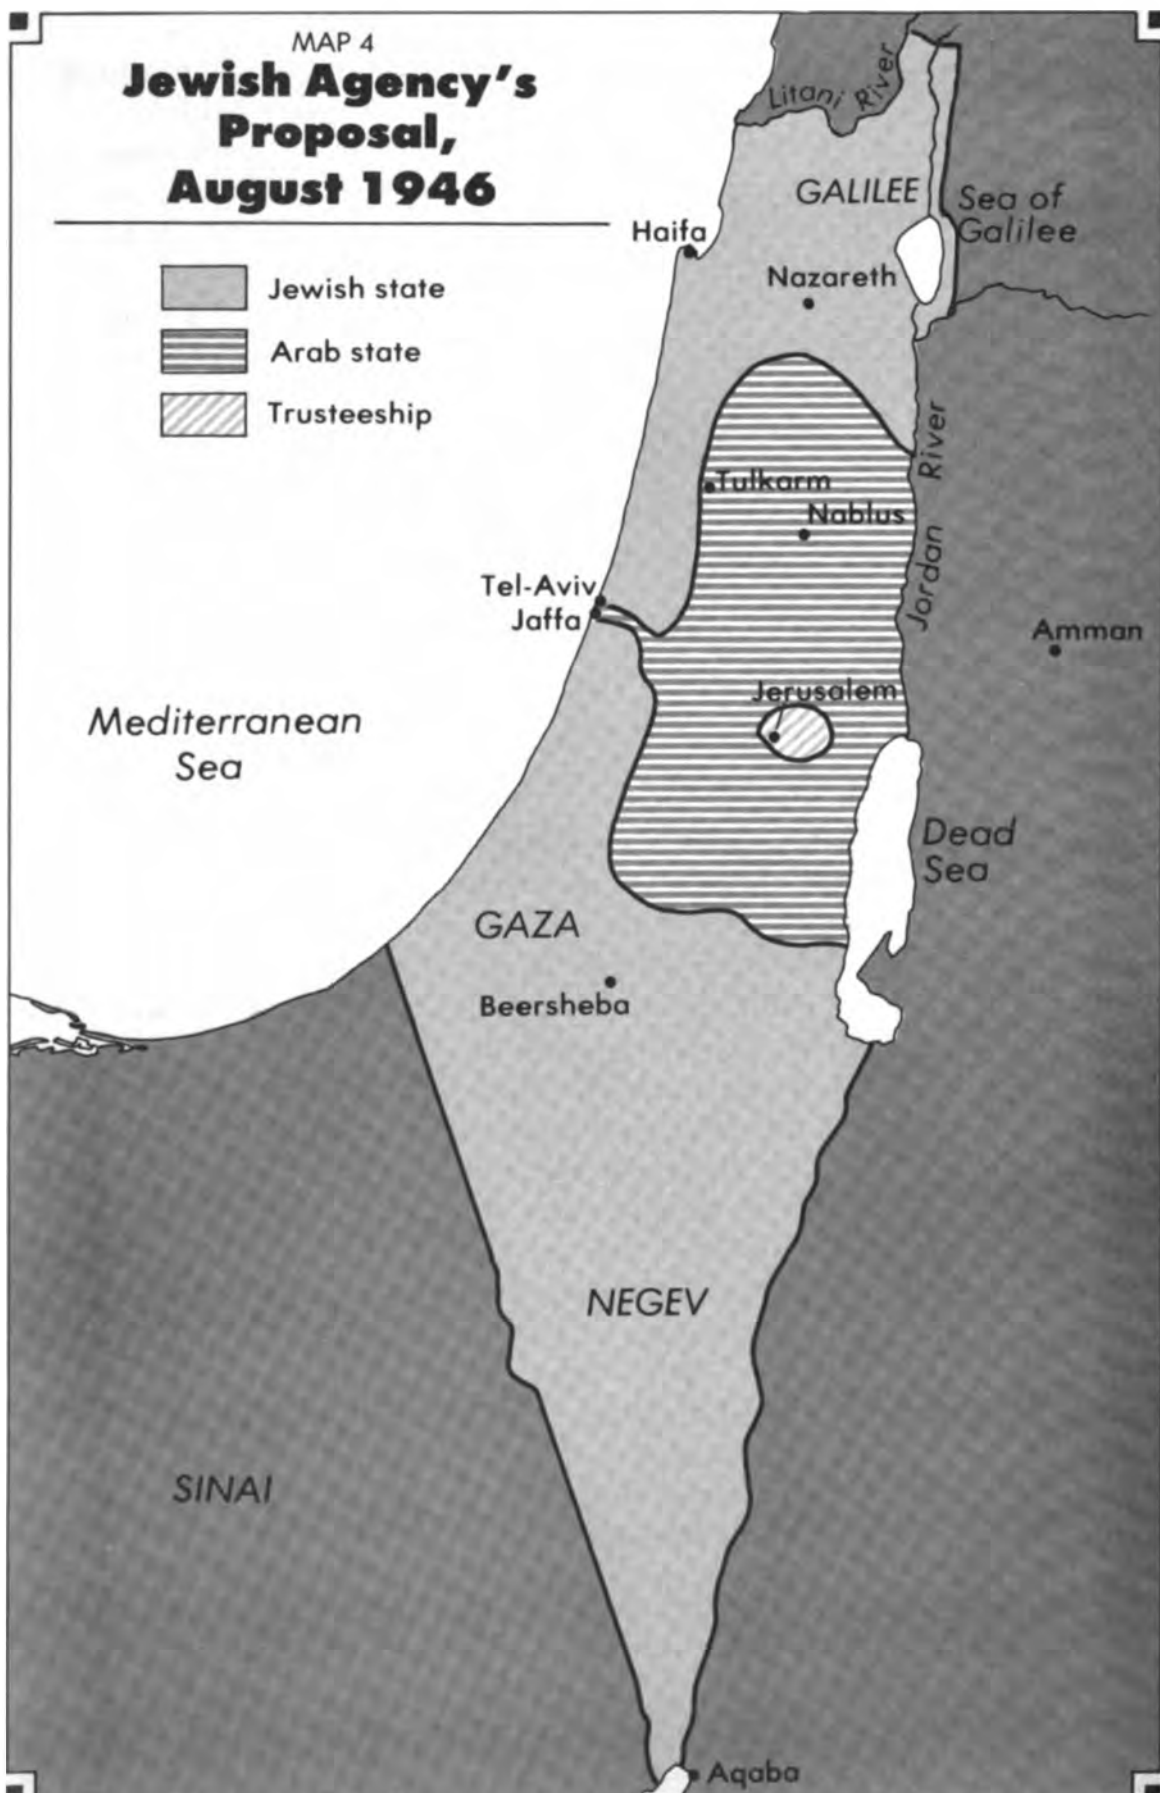 MAP 4
Jewish Agency's
Proposal,
August 1946
Jewish state
Arab state
Trusteeship
Litani River
GALILEE
Sea of
Galilee
Haifa
Nazareth
Jordan River
Tulkarm
Nablus
Tel-Aviv
Jaffa
Amman
Jerusalem
Mediterranean
Sea
Dead
Sea
GAZA
Beersheba
NEGEV
SINAI
Aqaba